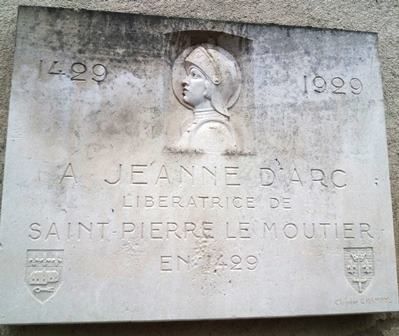 1429 1929
A JEANNE D'ARC
LIBERATRICE DE
SAINT-PIERRE LE MOUTIER
EN 1429